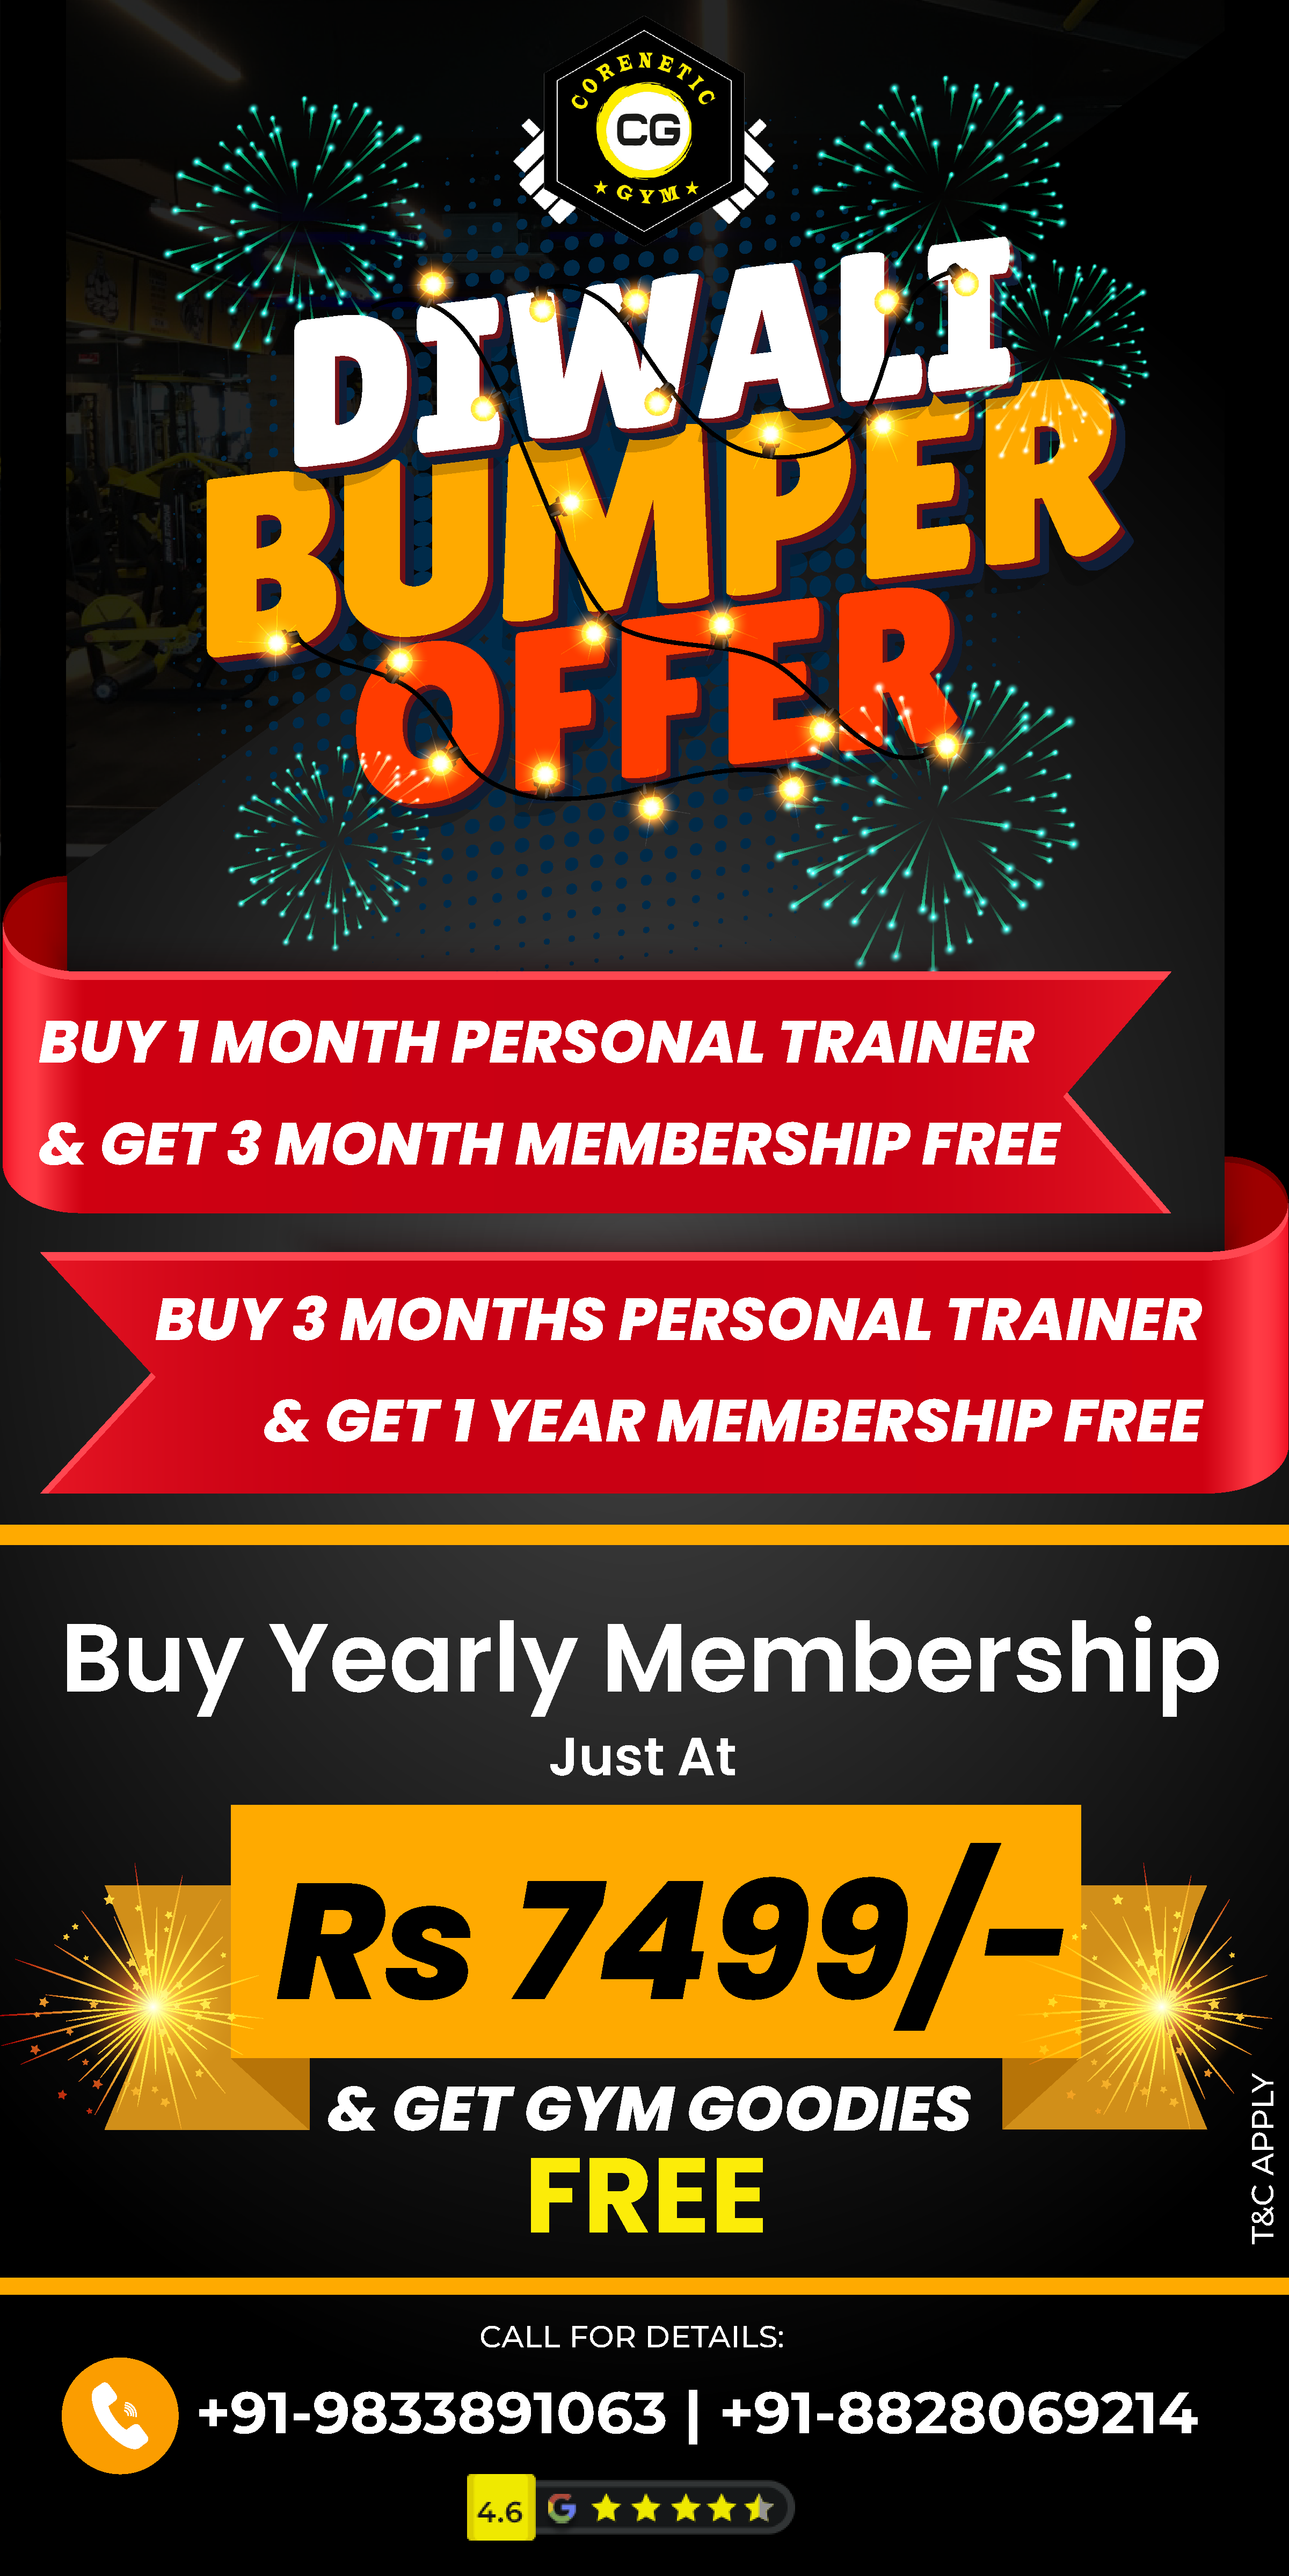 CORENETIC
CG
GYM
DIWALI
BUMPER
OFFER
BUY 1 MONTH PERSONAL TRAINER
& GET 3 MONTH MEMBERSHIP FREE
BUY 3 MONTHS PERSONAL TRAINER
& GET 1 YEAR MEMBERSHIP FREE
Buy Yearly Membership
Just At
Rs 7499/-
& GET GYM GOODIES
FREE
T&C APPLY
CALL FOR DETAILS:
+91-9833891063 | +91-8828069214
4.6 G